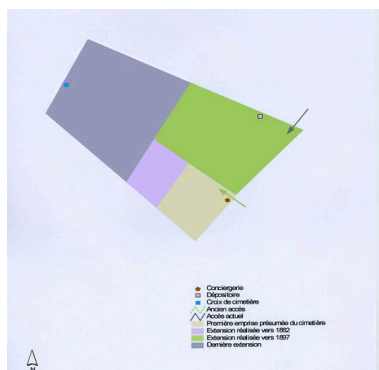 Conciergerie
Dépositoire
Croix de cimetière
Ancien accès
Accès actuel
Première emprise présumée du cimetière
Extension réalisée vers 1862
Extension réalisée vers 1897
Dernière extension
N